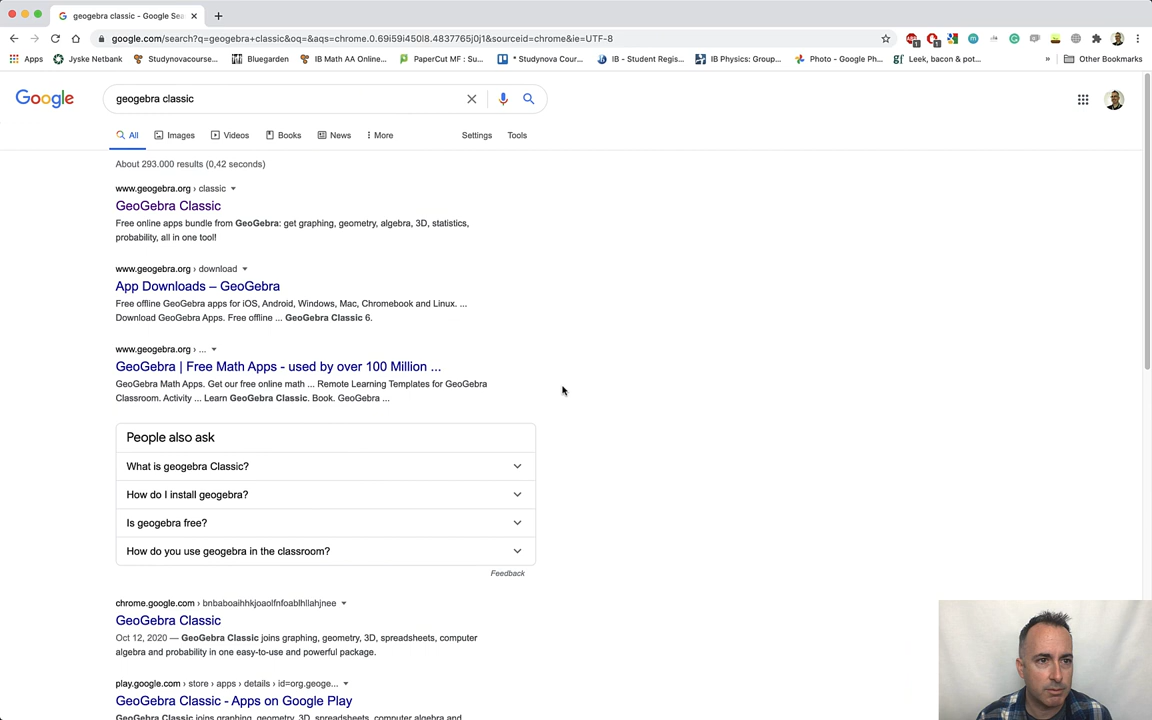 geogebra classic - Google Sea
google.com/search?q=geogebra+classic&oq=&aqs=chrome.0.69i59i450l8.4837765j0j1&sourceid=chrome&ie=UTF-8
Apps Jyske Netbank Studynovacourse... Bluegarden IB Math AA Online... PaperCut MF : Su... * Studynova Cour... IB - Student Regis... IB Physics: Group... Photo - Google Ph... Leek, bacon & pot... » Other Bookmarks
Google geogebra classic
All Images Videos Books News More Settings Tools
About 293.000 results (0,42 seconds)
www.geogebra.org › classic
GeoGebra Classic
Free online apps bundle from GeoGebra: get graphing, geometry, algebra, 3D, statistics,
probability, all in one tool!
www.geogebra.org › download
App Downloads – GeoGebra
Free offline GeoGebra apps for iOS, Android, Windows, Mac, Chromebook and Linux. ...
Download GeoGebra Apps. Free offline ... GeoGebra Classic 6.
www.geogebra.org › ...
GeoGebra | Free Math Apps - used by over 100 Million ...
GeoGebra Math Apps. Get our free online math ... Remote Learning Templates for GeoGebra
Classroom. Activity ... Learn GeoGebra Classic. Book. GeoGebra ...
People also ask
What is geogebra Classic?
How do I install geogebra?
Is geogebra free?
How do you use geogebra in the classroom?
Feedback
chrome.google.com › bnbaboaihhkjoaolfnfoablhllahjnee
GeoGebra Classic
Oct 12, 2020 — GeoGebra Classic joins graphing, geometry, 3D, spreadsheets, computer
algebra and probability in one easy-to-use and powerful package.
play.google.com › store › apps › details › id=org.geoge...
GeoGebra Classic - Apps on Google Play
GeoGebra Classic joins graphing, geometry, 3D, spreadsheets, computer algebra and